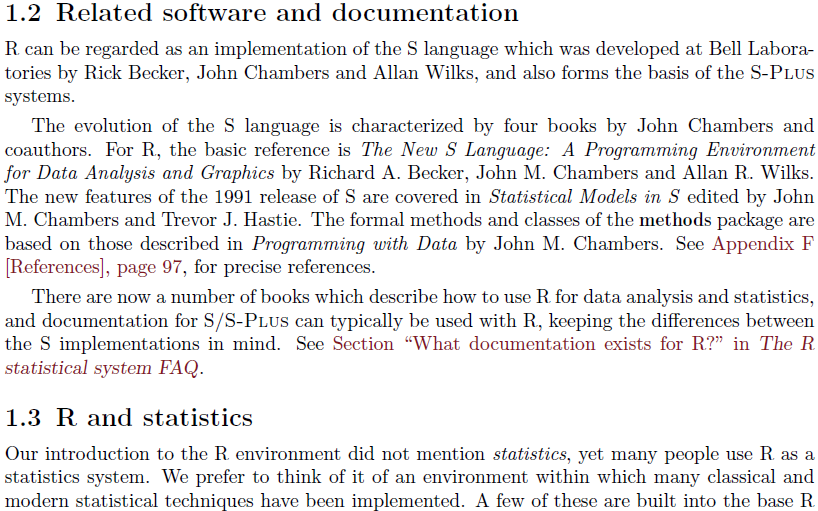 1.2 Related software and documentation
R can be regarded as an implementation of the S language which was developed at Bell Labora-
tories by Rick Becker, John Chambers and Allan Wilks, and also forms the basis of the S-PLUS
systems.
The evolution of the S language is characterized by four books by John Chambers and
coauthors. For R, the basic reference is The New S Language: A Programming Environment
for Data Analysis and Graphics by Richard A. Becker, John M. Chambers and Allan R. Wilks.
The new features of the 1991 release of S are covered in Statistical Models in S edited by John
M. Chambers and Trevor J. Hastie. The formal methods and classes of the methods package are
based on those described in Programming with Data by John M. Chambers. See Appendix F
[References], page 97, for precise references.
There are now a number of books which describe how to use R for data analysis and statistics,
and documentation for S/S-PLUS can typically be used with R, keeping the differences between
the S implementations in mind. See Section “What documentation exists for R?” in The R
statistical system FAQ.
1.3 R and statistics
Our introduction to the R environment did not mention statistics, yet many people use R as a
statistics system. We prefer to think of it of an environment within which many classical and
modern statistical techniques have been implemented. A few of these are built into the base R